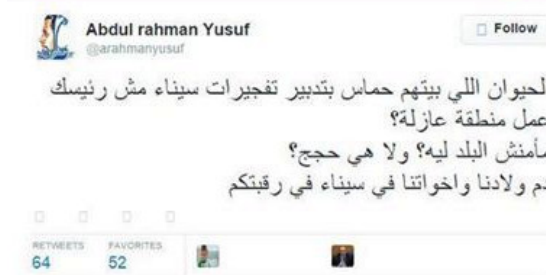 Abdul rahman Yusuf
@arahmanyusuf
Follow
لحيوان اللي بيتهم حماس بتدبير تفجيرات سيناء مش رئيسك
عمل منطقة عازلة؟
مأمنش البلد ليه؟ ولا هي حجج؟
دم ولادنا واخواتنا في سيناء في رقبتكم
RETWEETS FAVORITES
64 52